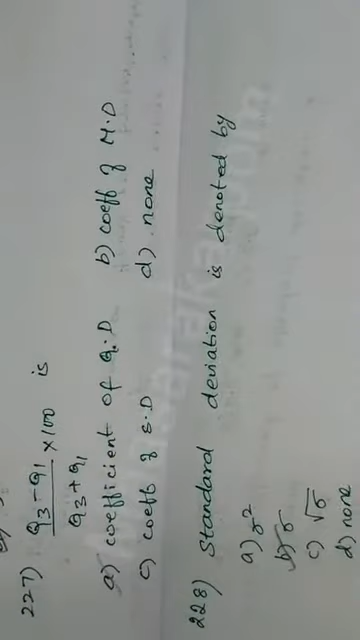 227) Q3 - Q1 / Q3 + Q1 × 100 is
a) coefficient of Q.D b) coeff of M.D
c) coeff of S.D d) none
228) Standard deviation is denoted by
a) σ²
b) σ
c) √σ
d) none